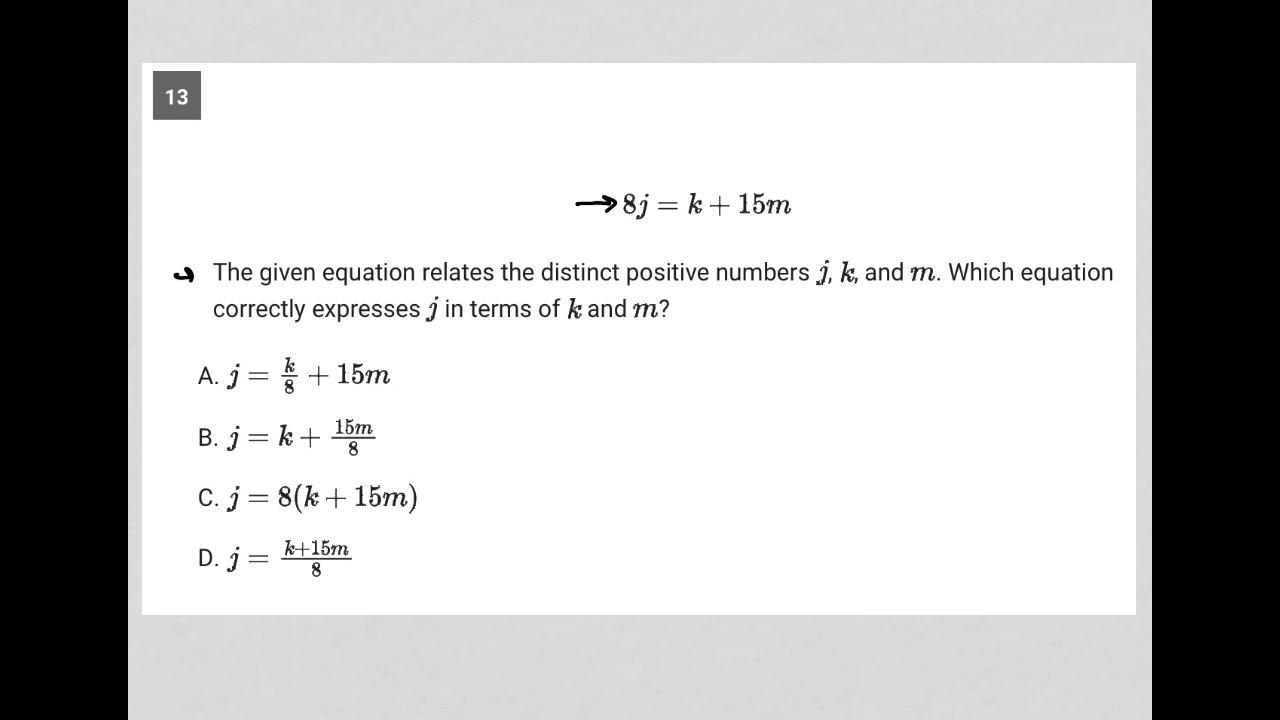 13
8j = k + 15m
The given equation relates the distinct positive numbers j, k, and m. Which equation
correctly expresses j in terms of k and m?
A. j = k/8 + 15m
B. j = k + 15m/8
C. j = 8(k + 15m)
D. j = k+15m/8